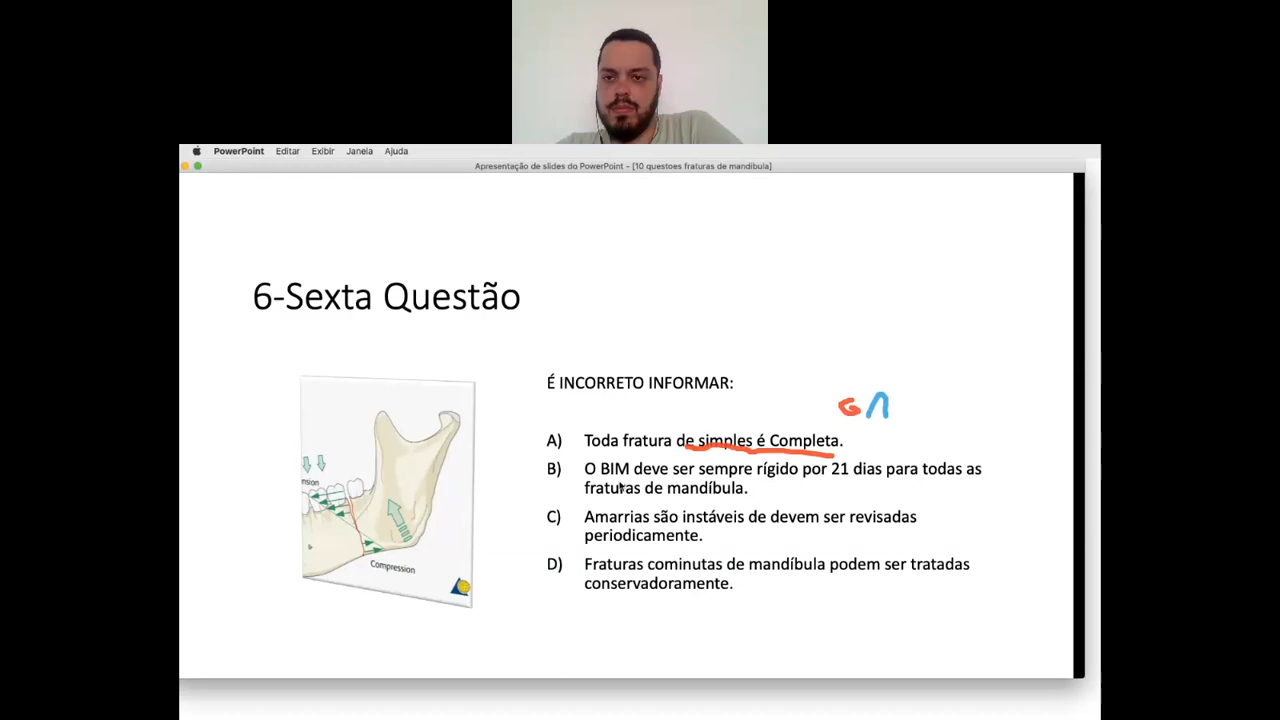 PowerPoint Editar Exibir Janela Ajuda
Apresentação de slides do PowerPoint - [10 questoes fraturas de mandibula]
6-Sexta Questão
É INCORRETO INFORMAR:
A) Toda fratura de simples é Completa.
B) O BIM deve ser sempre rígido por 21 dias para todas as
fraturas de mandíbula.
C) Amarrias são instáveis de devem ser revisadas
periodicamente.
D) Fraturas cominutas de mandíbula podem ser tratadas
conservadoramente.
nsion
Compression